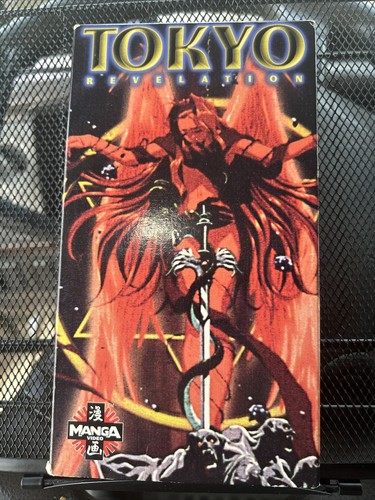 TOKYO
REVELATION
漫
MANGA
VIDEO
画